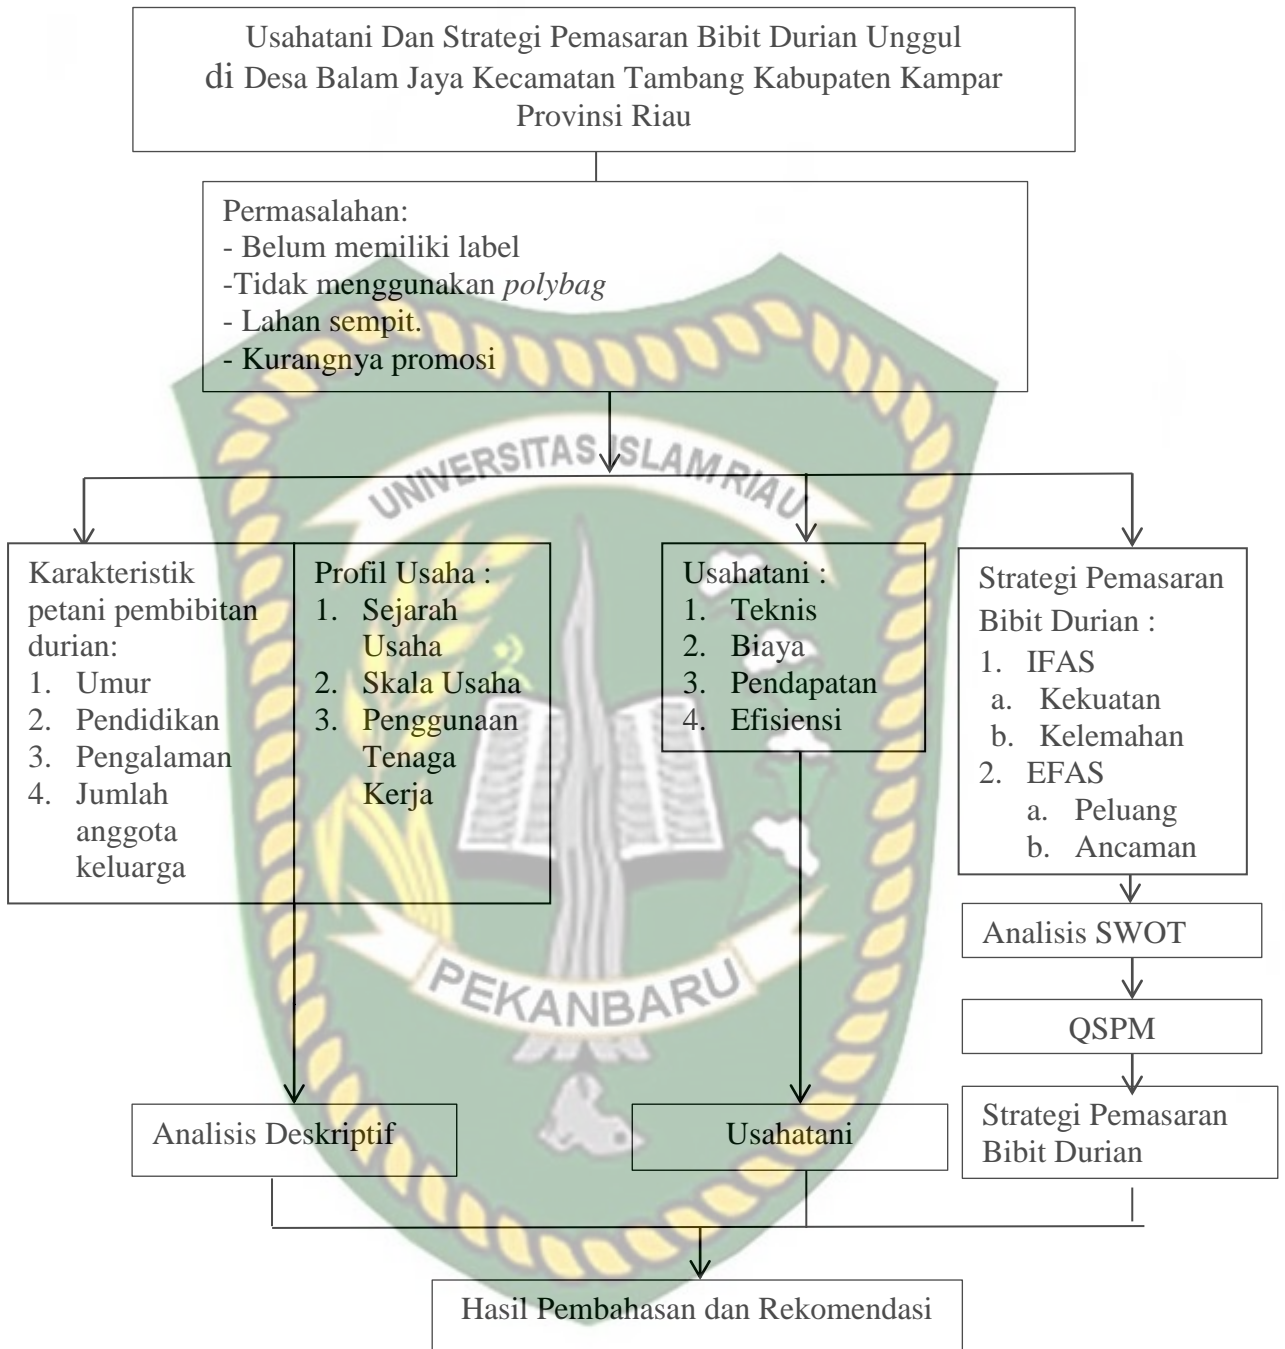 Usahatani Dan Strategi Pemasaran Bibit Durian Unggul
di Desa Balam Jaya Kecamatan Tambang Kabupaten Kampar
Provinsi Riau
Permasalahan:
- Belum memiliki label
-Tidak menggunakan polybag
- Lahan sempit.
- Kurangnya promosi
UNIVERSITAS ISLAM RIAU
Karakteristik
petani pembibitan
durian:
1. Umur
2. Pendidikan
3. Pengalaman
4. Jumlah
anggota
keluarga
Profil Usaha :
1. Sejarah
Usaha
2. Skala Usaha
3. Penggunaan
Tenaga
Kerja
Usahatani :
1. Teknis
2. Biaya
3. Pendapatan
4. Efisiensi
Strategi Pemasaran
Bibit Durian :
1. IFAS
a. Kekuatan
b. Kelemahan
2. EFAS
a. Peluang
b. Ancaman
Analisis SWOT
QSPM
PEKANBARU
Analisis Deskriptif
Usahatani
Strategi Pemasaran
Bibit Durian
Hasil Pembahasan dan Rekomendasi